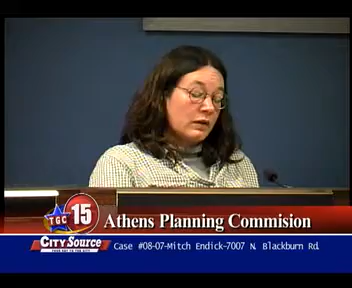 TGC 15
Athens Planning Commision
CITY SOURCE
Case #08-07-Mitch Endick-7007 N. Blackburn Rd.